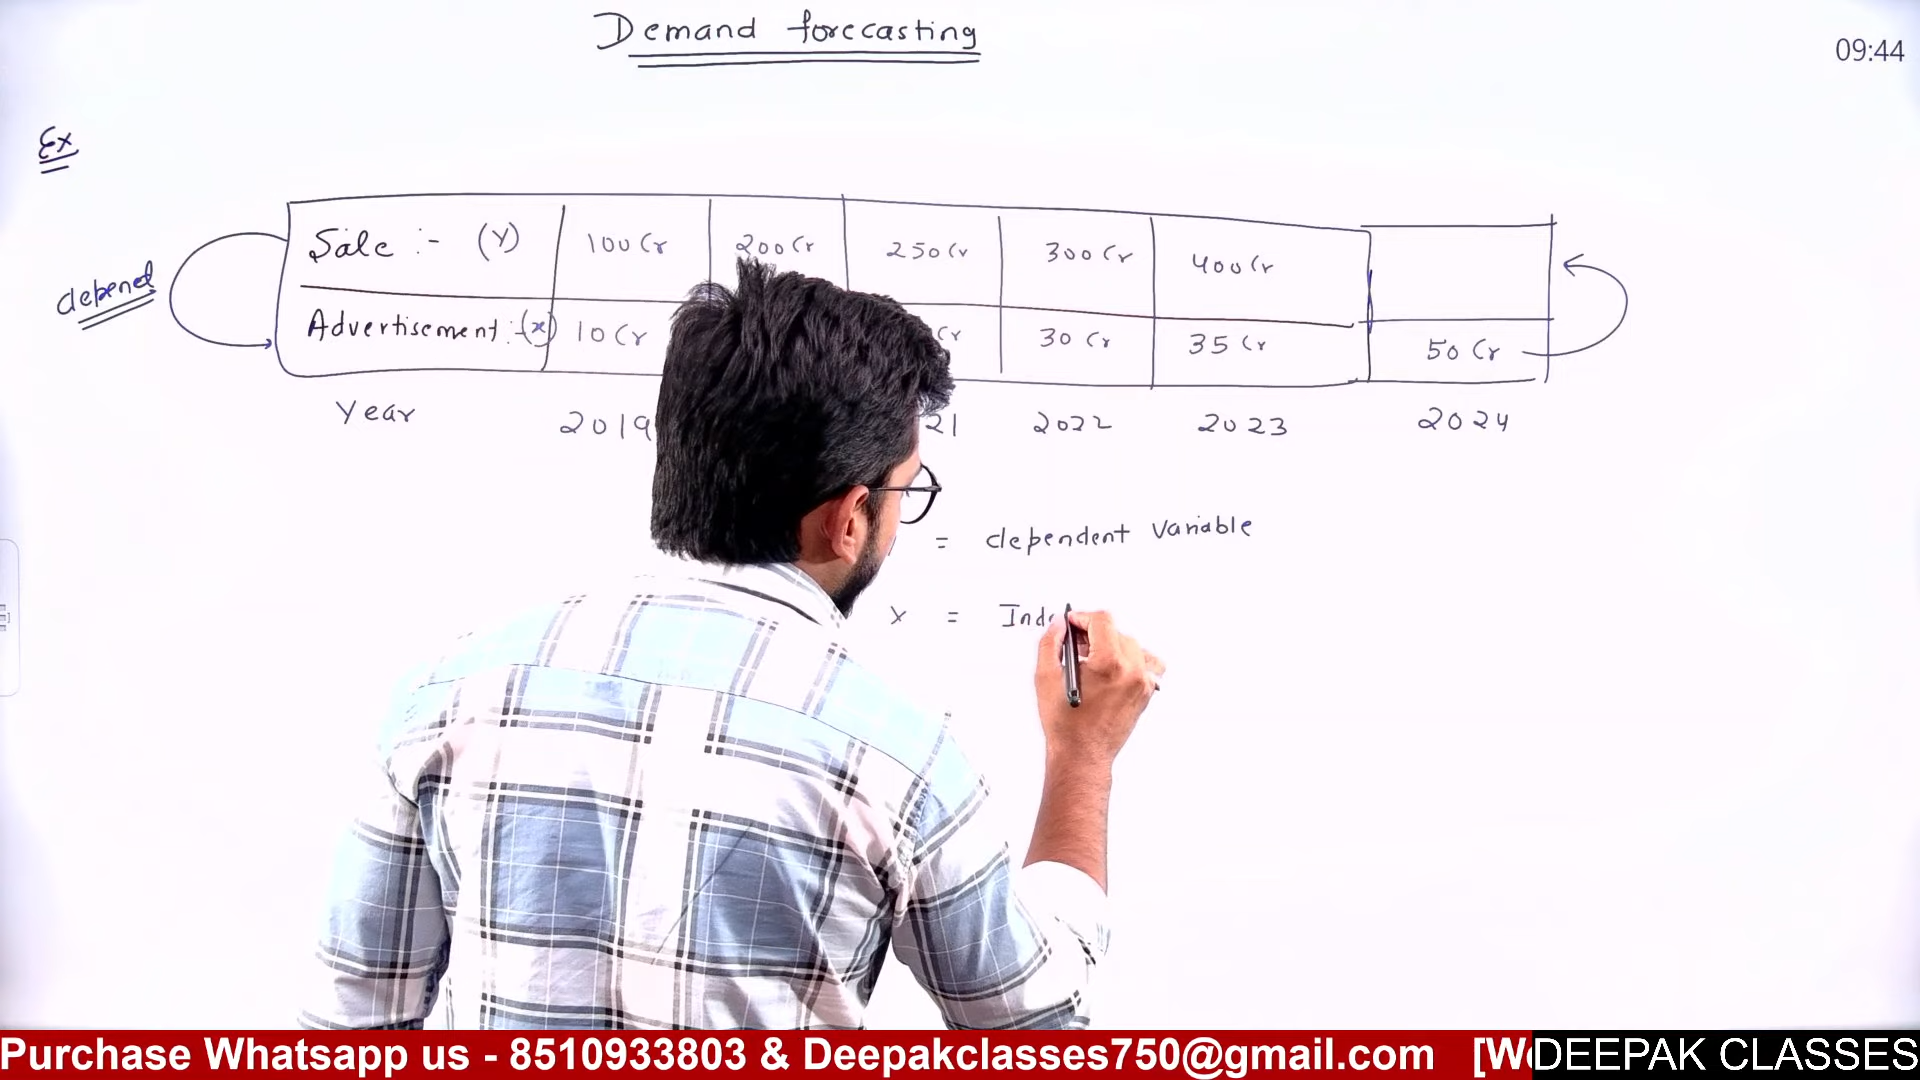 Demand forecasting
09:44
Ex
Sale :- (Y) 100 Cr 200 Cr 250 Cr 300 Cr 400 Cr
depened
Advertisement :- (x) 10 Cr Cr 30 Cr 35 Cr 50 Cr
Year 2019 21 2022 2023 2024
= dependent variable
x = Ind
Purchase Whatsapp us - 8510933803 & Deepakclasses750@gmail.com [W
DEEPAK CLASSES